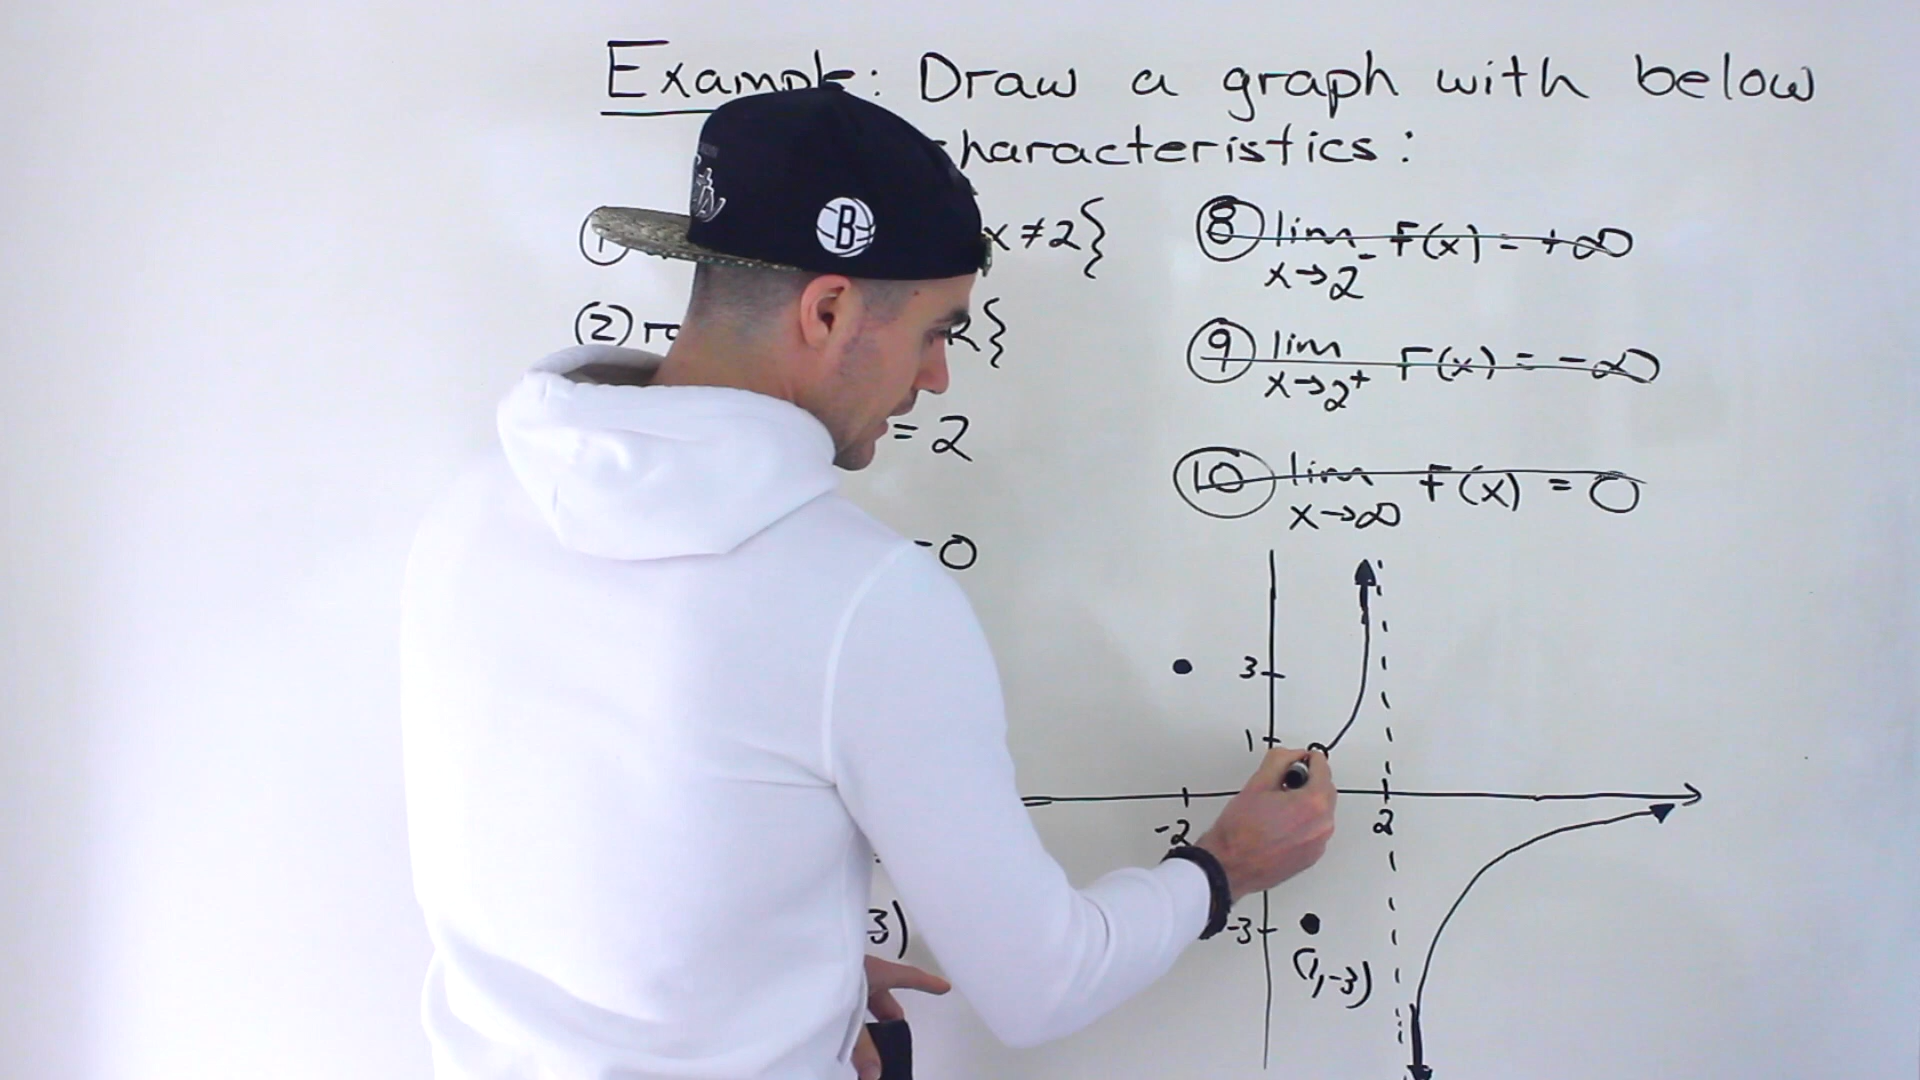 Example: Draw a graph with below
characteristics:
① x ≠ 2}
② R}
= 2
0
3)
⑧ lim f(x) = +∞
x→2⁻
⑨ lim f(x) = -∞
x→2⁺
⑩ lim f(x) = 0
x→∞
3
1
-2 2
-3
(1,-3)
B